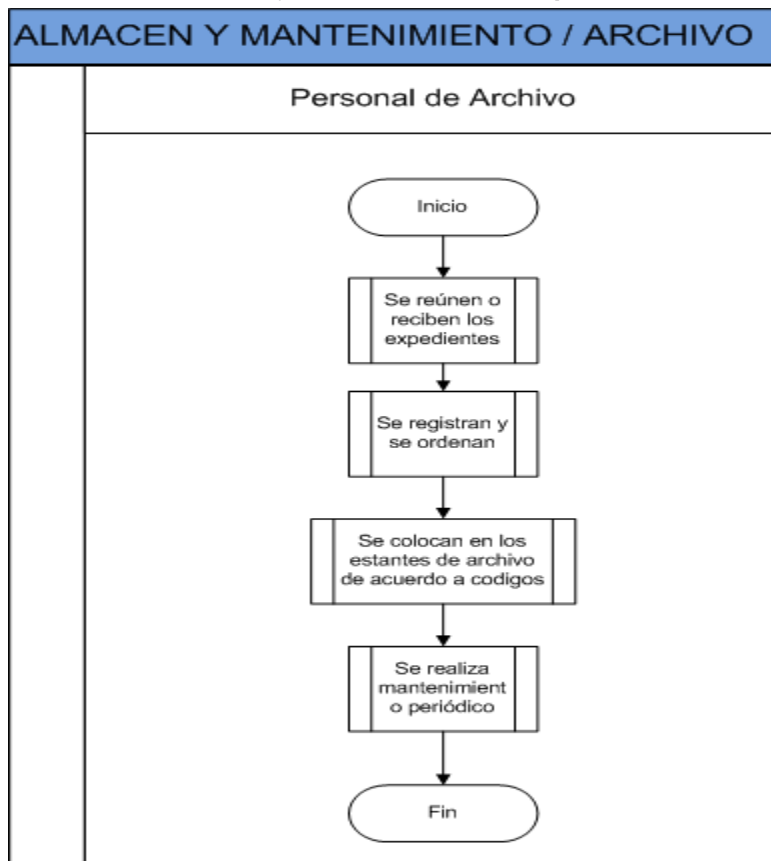 ALMACEN Y MANTENIMIENTO / ARCHIVO
Personal de Archivo
Inicio
Se reúnen o
reciben los
expedientes
Se registran y
se ordenan
Se colocan en los
estantes de archivo
de acuerdo a codigos
Se realiza
mantenimient
o periódico
Fin